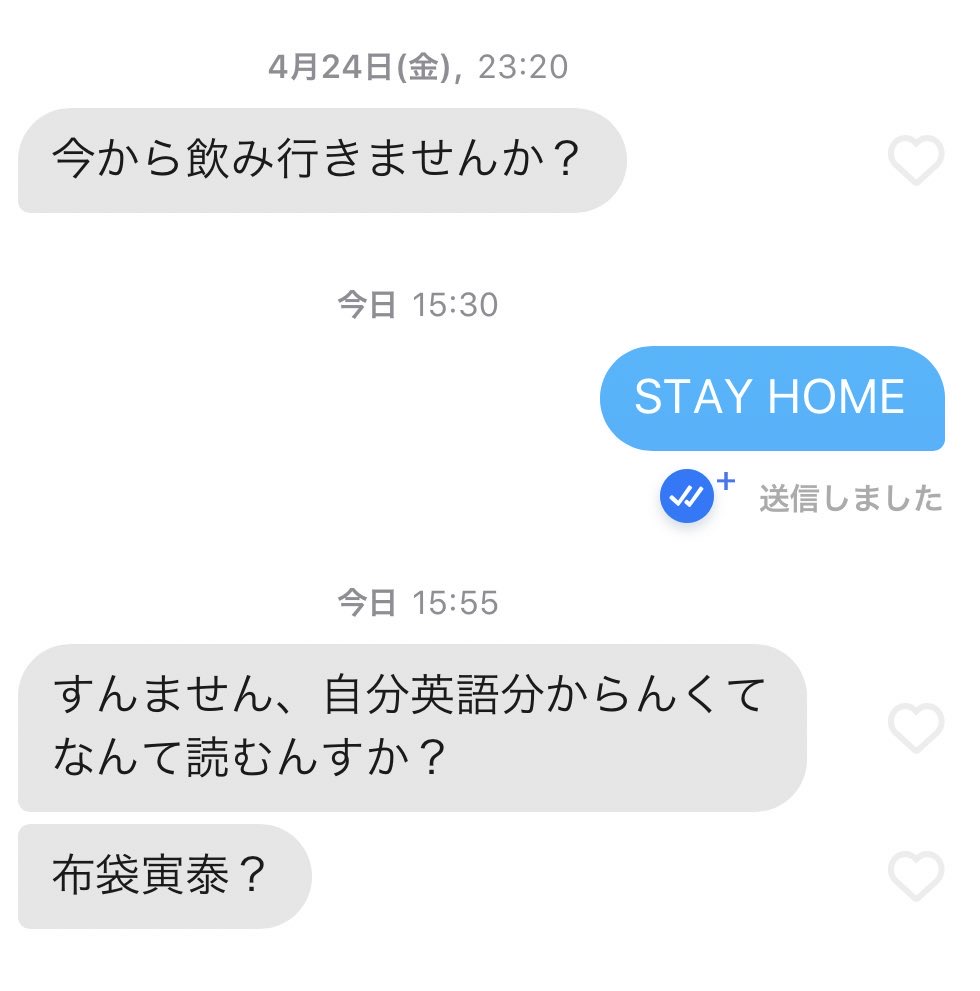 4月24日(金), 23:20
今から飲み行きませんか？
今日 15:30
STAY HOME
送信しました
今日 15:55
すんません、自分英語分からんくて
なんて読むんすか？
布袋寅泰？